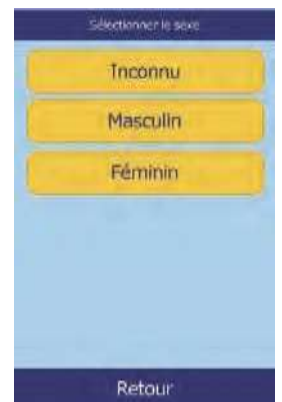 Sélectionner le sexe
Inconnu
Masculin
Féminin
Retour